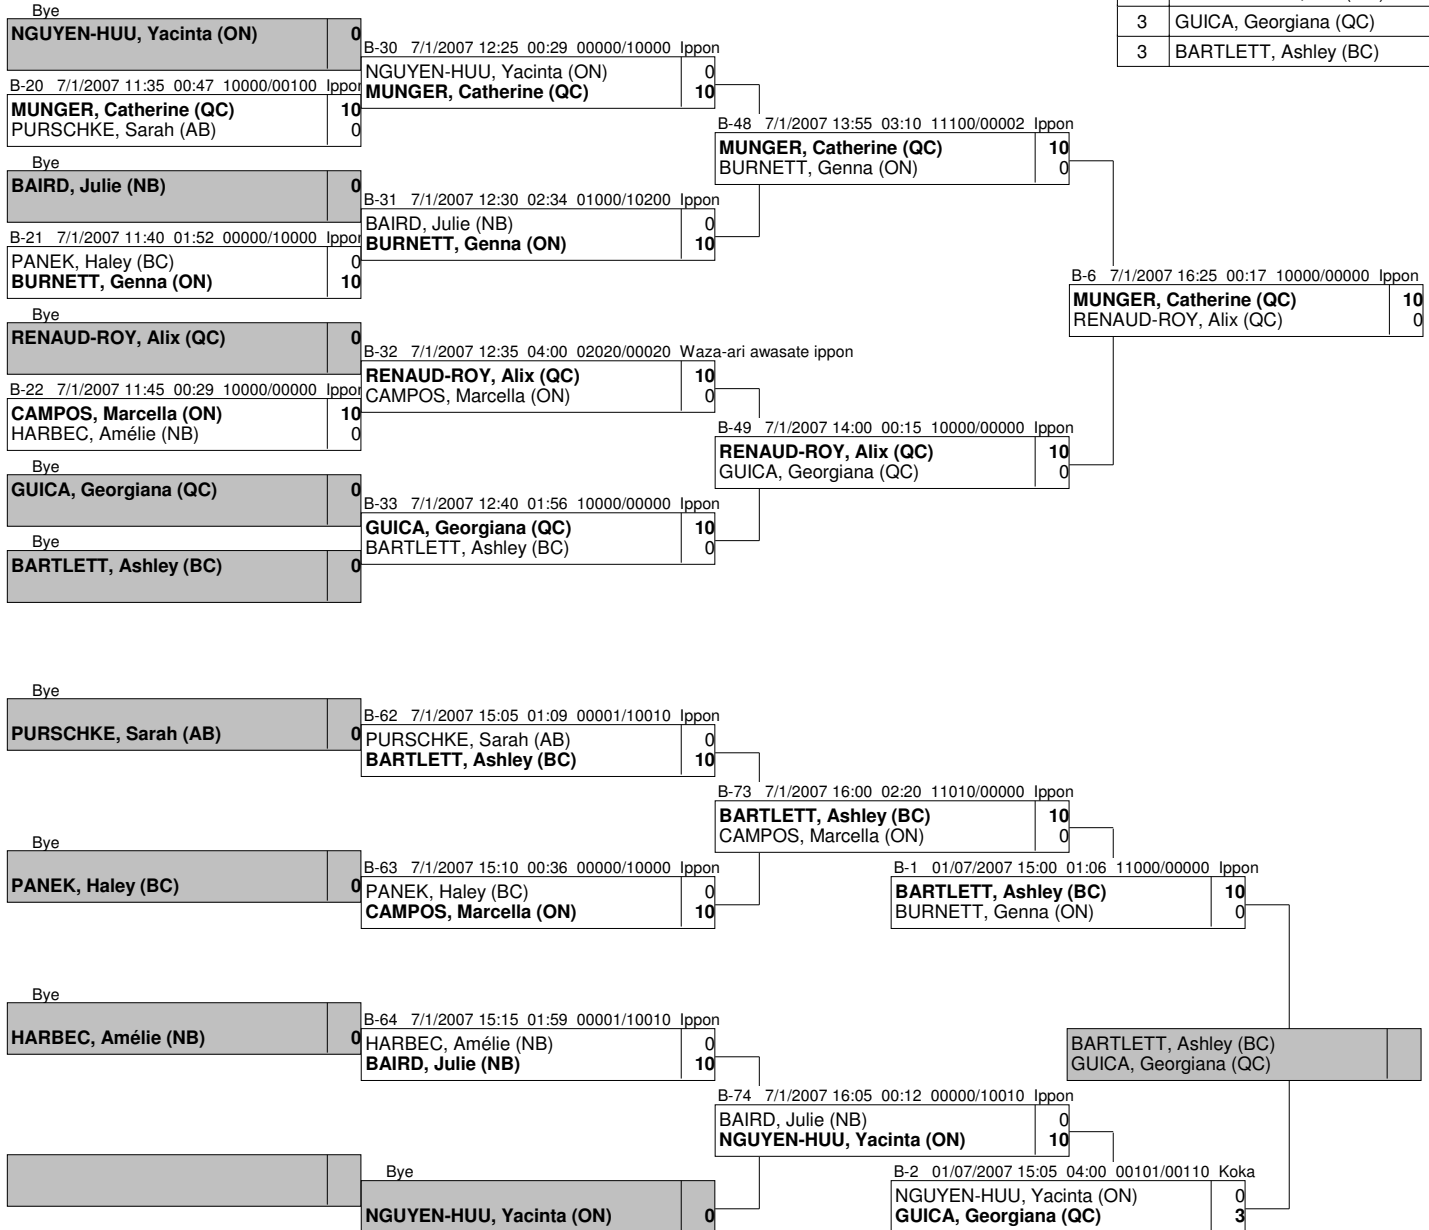 3 GUICA, Georgiana (QC)
3 BARTLETT, Ashley (BC)
Bye
NGUYEN-HUU, Yacinta (ON) 0
B-20 7/1/2007 11:35 00:47 10000/00100 Ippon
MUNGER, Catherine (QC) 10
PURSCHKE, Sarah (AB) 0
Bye
BAIRD, Julie (NB) 0
B-21 7/1/2007 11:40 01:52 00000/10000 Ippon
PANEK, Haley (BC) 0
BURNETT, Genna (ON) 10
Bye
RENAUD-ROY, Alix (QC) 0
B-22 7/1/2007 11:45 00:29 10000/00000 Ippon
CAMPOS, Marcella (ON) 10
HARBEC, Amélie (NB) 0
Bye
GUICA, Georgiana (QC) 0
Bye
BARTLETT, Ashley (BC) 0
B-30 7/1/2007 12:25 00:29 00000/10000 Ippon
NGUYEN-HUU, Yacinta (ON) 0
MUNGER, Catherine (QC) 10
B-31 7/1/2007 12:30 02:34 01000/10200 Ippon
BAIRD, Julie (NB) 0
BURNETT, Genna (ON) 10
B-32 7/1/2007 12:35 04:00 02020/00020 Waza-ari awasate ippon
RENAUD-ROY, Alix (QC) 10
CAMPOS, Marcella (ON) 0
B-33 7/1/2007 12:40 01:56 10000/00000 Ippon
GUICA, Georgiana (QC) 10
BARTLETT, Ashley (BC) 0
B-48 7/1/2007 13:55 03:10 11100/00002 Ippon
MUNGER, Catherine (QC) 10
BURNETT, Genna (ON) 0
B-49 7/1/2007 14:00 00:15 10000/00000 Ippon
RENAUD-ROY, Alix (QC) 10
GUICA, Georgiana (QC) 0
B-6 7/1/2007 16:25 00:17 10000/00000 Ippon
MUNGER, Catherine (QC) 10
RENAUD-ROY, Alix (QC) 0
Bye
PURSCHKE, Sarah (AB) 0
Bye
PANEK, Haley (BC) 0
Bye
HARBEC, Amélie (NB) 0
B-62 7/1/2007 15:05 01:09 00001/10010 Ippon
PURSCHKE, Sarah (AB) 0
BARTLETT, Ashley (BC) 10
B-63 7/1/2007 15:10 00:36 00000/10000 Ippon
PANEK, Haley (BC) 0
CAMPOS, Marcella (ON) 10
B-64 7/1/2007 15:15 01:59 00001/10010 Ippon
HARBEC, Amélie (NB) 0
BAIRD, Julie (NB) 10
Bye
NGUYEN-HUU, Yacinta (ON) 0
B-73 7/1/2007 16:00 02:20 11010/00000 Ippon
BARTLETT, Ashley (BC) 10
CAMPOS, Marcella (ON) 0
B-74 7/1/2007 16:05 00:12 00000/10010 Ippon
BAIRD, Julie (NB) 0
NGUYEN-HUU, Yacinta (ON) 10
B-1 01/07/2007 15:00 01:06 11000/00000 Ippon
BARTLETT, Ashley (BC) 10
BURNETT, Genna (ON) 0
B-2 01/07/2007 15:05 04:00 00101/00110 Koka
NGUYEN-HUU, Yacinta (ON) 0
GUICA, Georgiana (QC) 3
BARTLETT, Ashley (BC)
GUICA, Georgiana (QC)